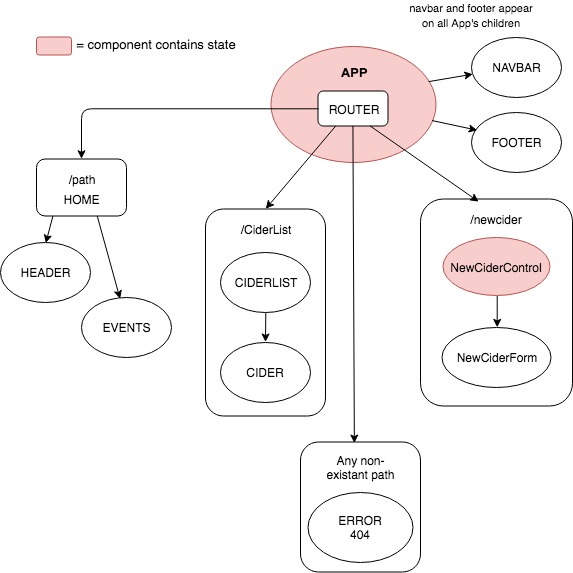 navbar and footer appear
on all App's children
= component contains state
APP
ROUTER
NAVBAR
FOOTER
/path
HOME
HEADER
EVENTS
/CiderList
CIDERLIST
CIDER
/newcider
NewCiderControl
NewCiderForm
Any non-
existant path
ERROR
404